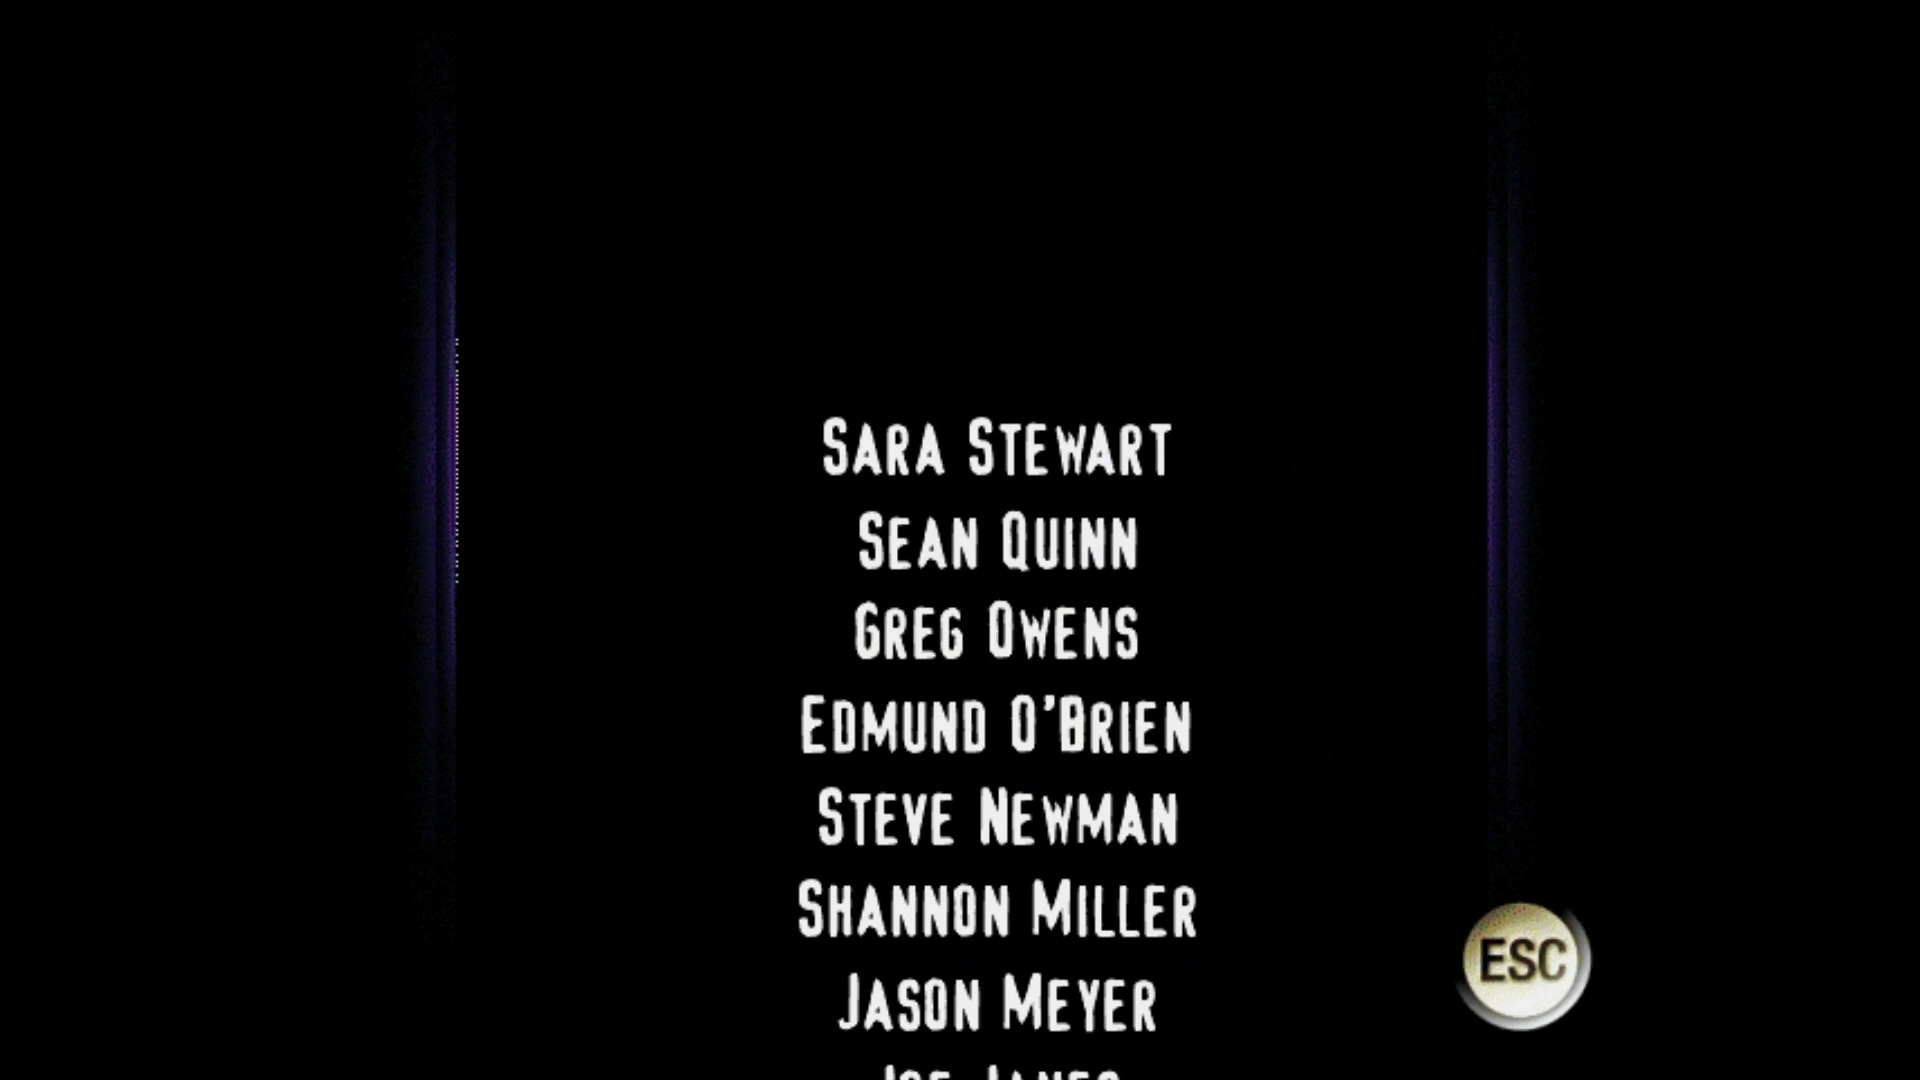 Sara Stewart
Sean Quinn
Greg Owens
Edmund O'Brien
Steve Newman
Shannon Miller
Jason Meyer
ESC